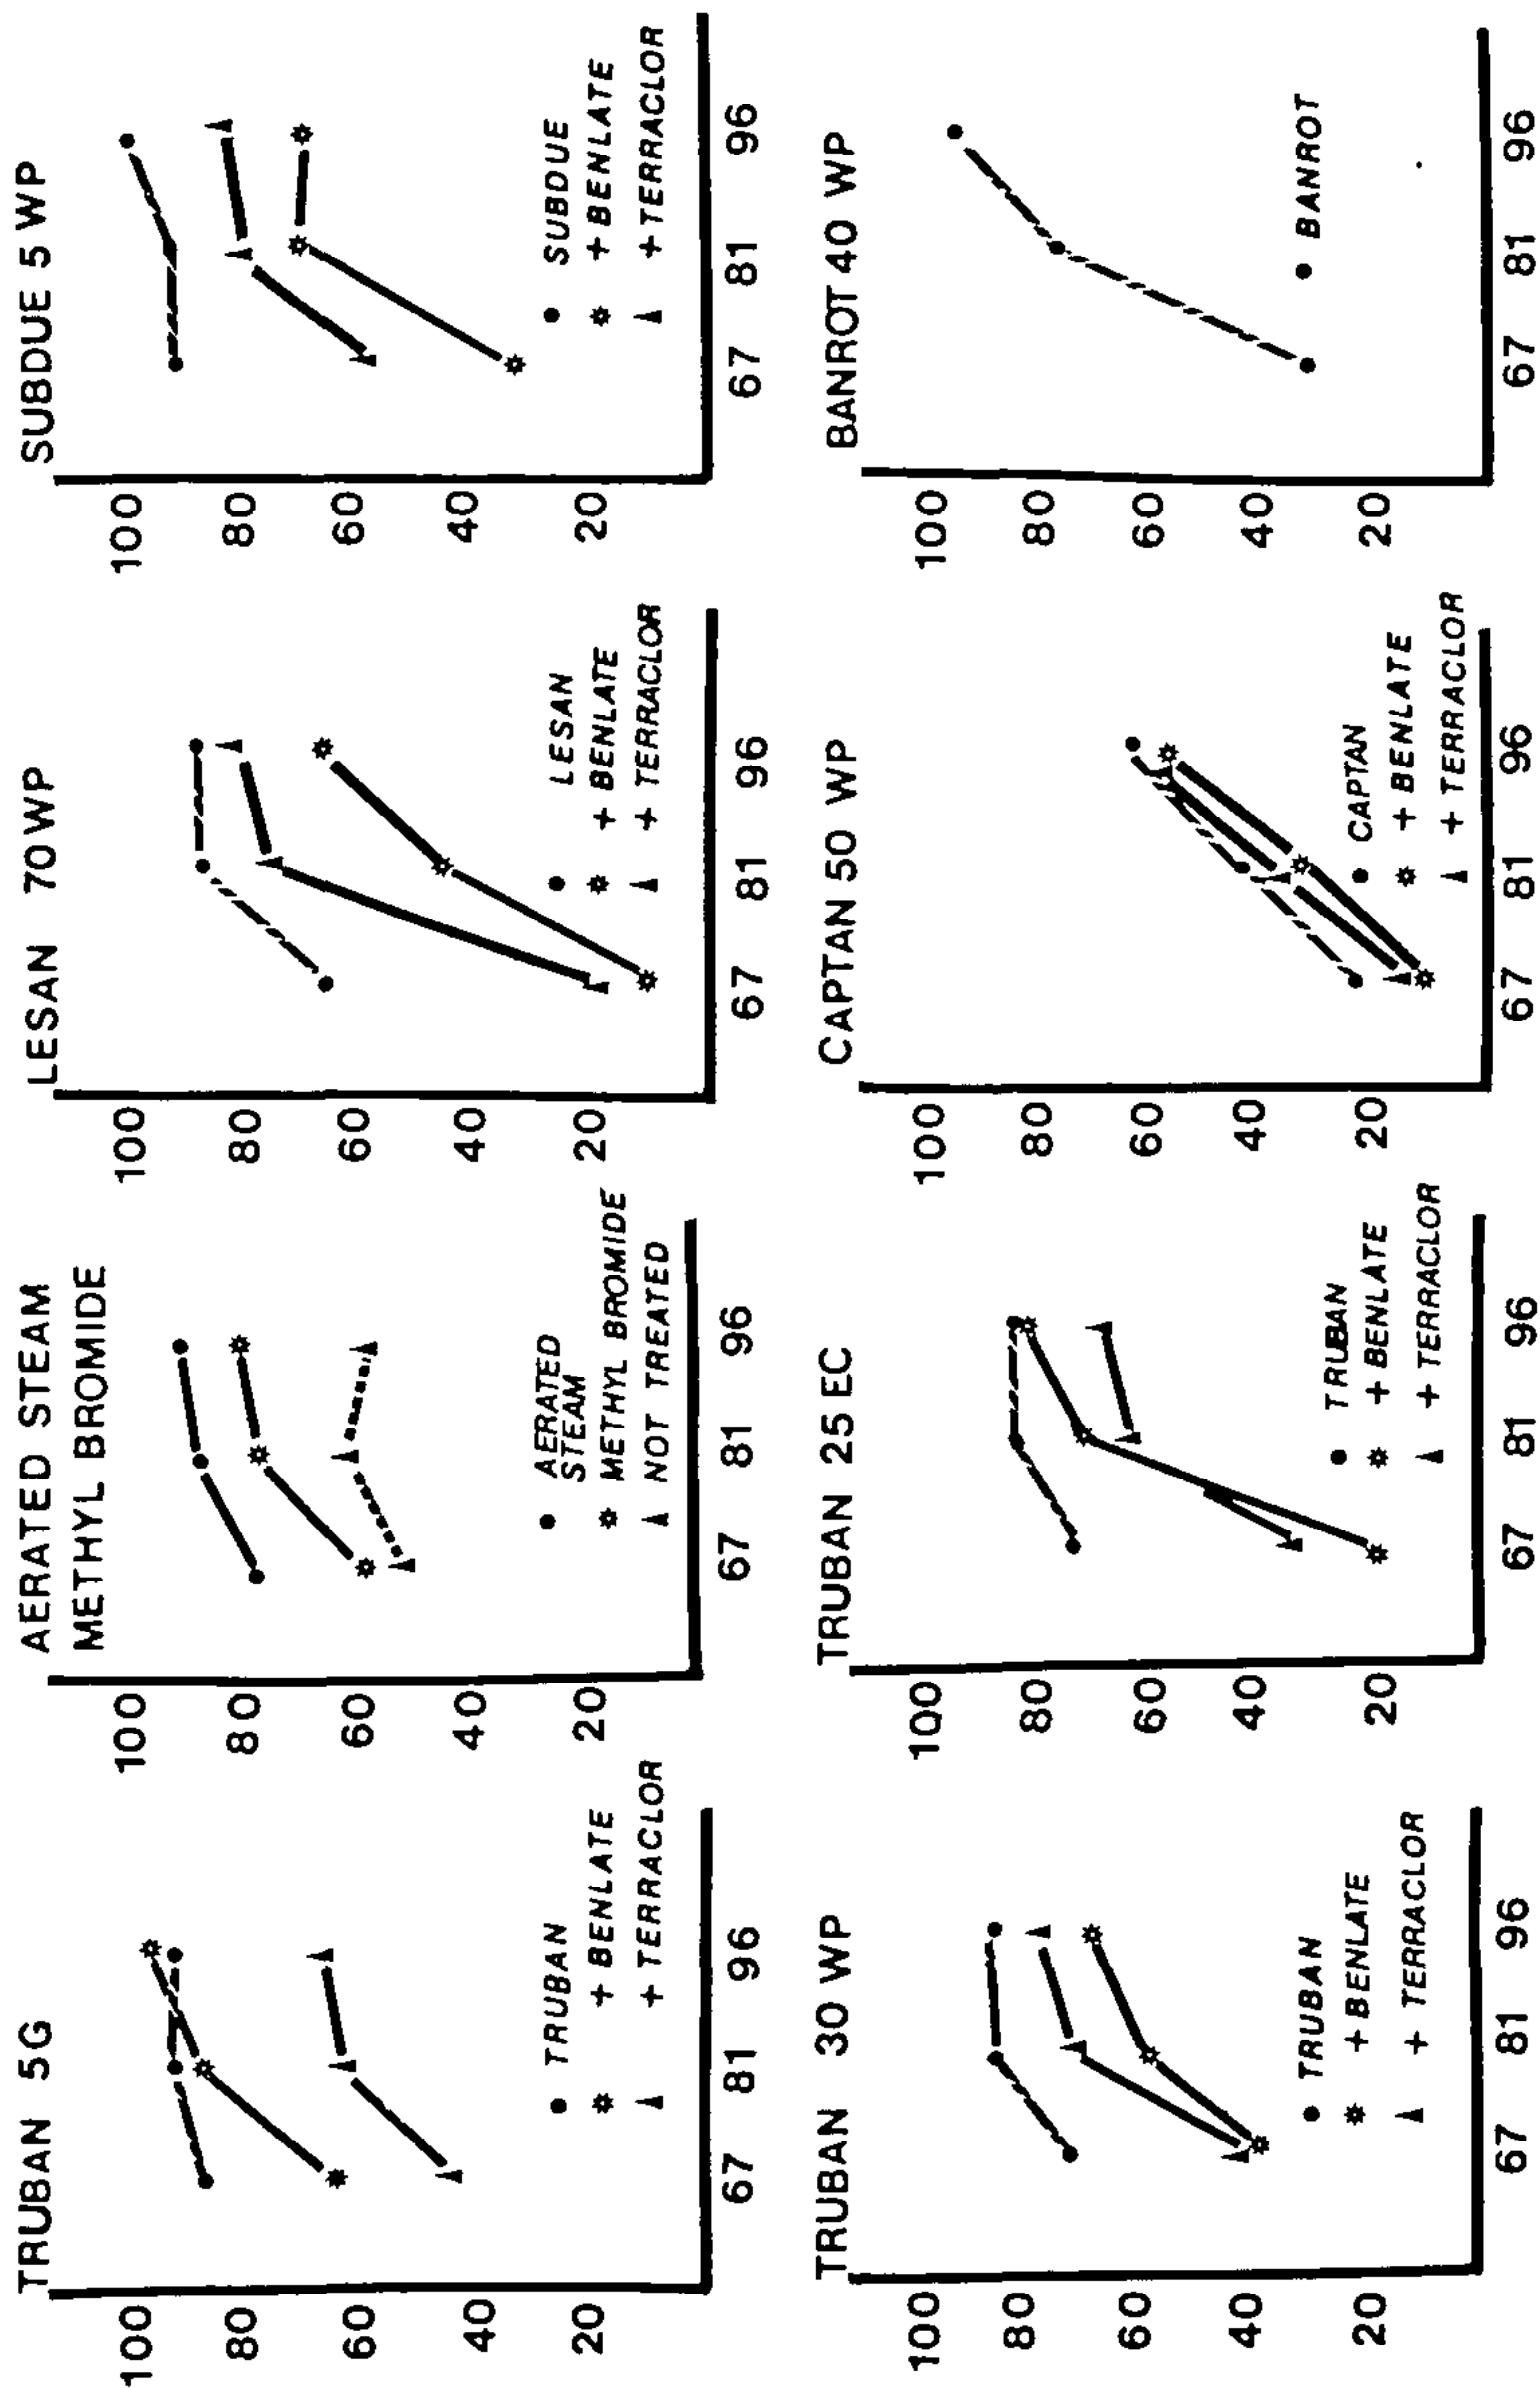 TRUBAN 5G
100
80
60
40
20
67 81 96
TRUBAN
+ BENLATE
+ TERRACLOR
AERATED STEAM
METHYL BROMIDE
100
80
60
40
20
67 81 96
AERATED
STEAM
METHYL BROMIDE
NOT TREATED
LESAN 70WP
100
80
60
40
20
67 81 96
LESAN
+ BENLATE
+ TERRACLOR
SUBDUE 5 WP
100
80
60
40
20
67 81 96
SUBDUE
+ BENLATE
+ TERRACLOR
TRUBAN 30 WP
100
80
60
40
20
67 81 96
TRUBAN
+ BENLATE
+ TERRACLOR
TRUBAN 25 EC
100
80
60
40
20
67 81 96
TRUBAN
+ BENLATE
+ TERRACLOR
CAPTAN 50 WP
100
80
60
40
20
67 81 96
CAPTAN
+ BENLATE
+ TERRACLOR
BANROT 40 WP
100
80
60
40
20
67 81 96
BANROT